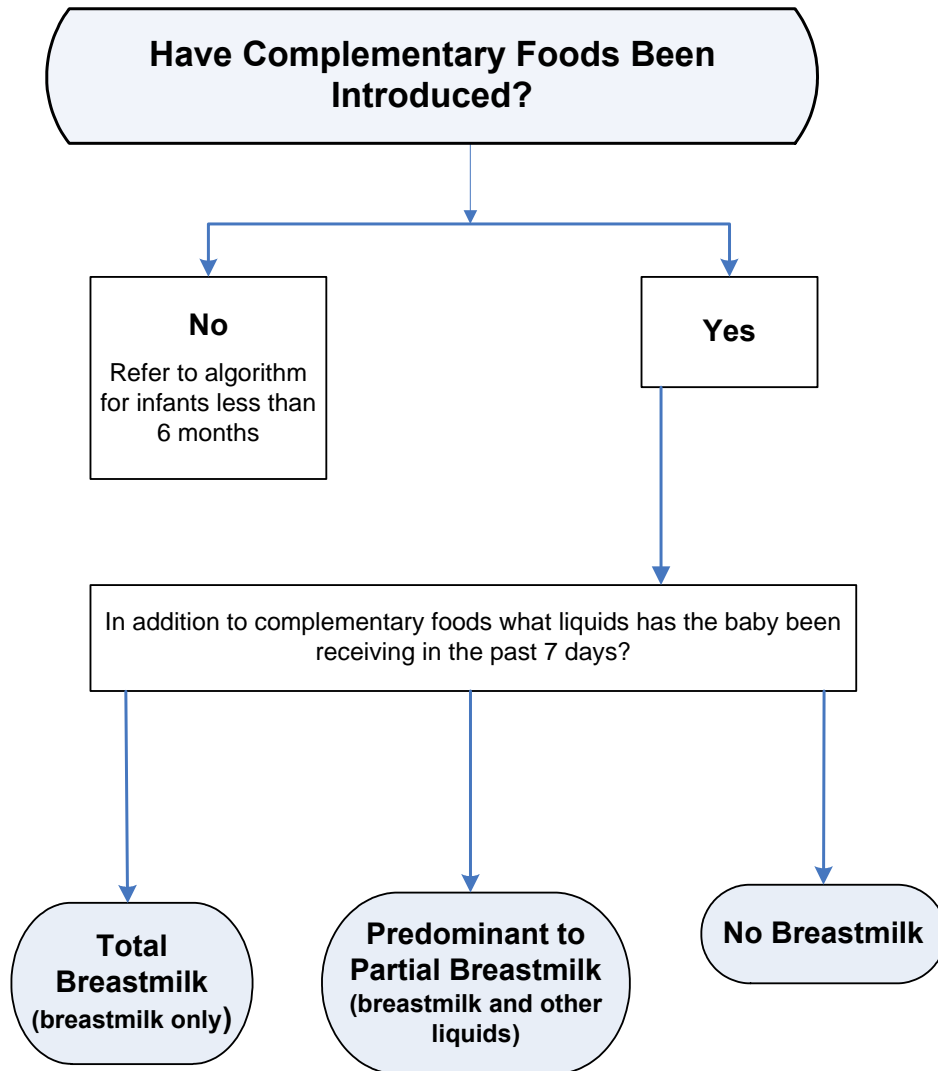 Have Complementary Foods Been
Introduced?
No
Refer to algorithm
for infants less than
6 months
Yes
In addition to complementary foods what liquids has the baby been
receiving in the past 7 days?
Total
Breastmilk
(breastmilk only)
Predominant to
Partial Breastmilk
(breastmilk and other
liquids)
No Breastmilk